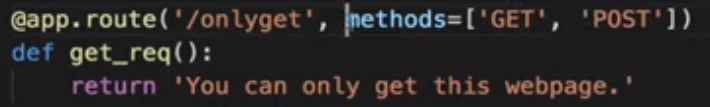 @app.route('/onlyget', methods=['GET', 'POST'])
def get_req():
    return 'You can only get this webpage.'